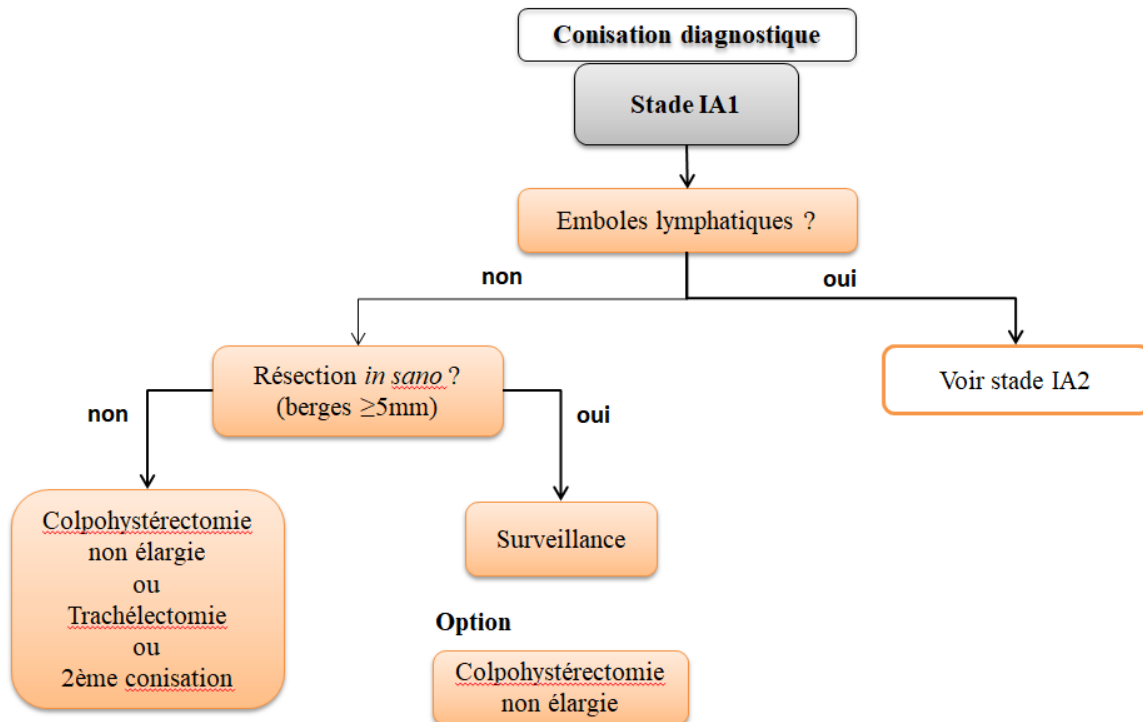 Conisation diagnostique
Stade IA1
Emboles lymphatiques ?
non
oui
Résection in sano ?
(berges ≥5mm)
Voir stade IA2
non
oui
Colpohystérectomie
non élargie
ou
Trachélectomie
ou
2ème conisation
Surveillance
Option
Colpohystérectomie
non élargie